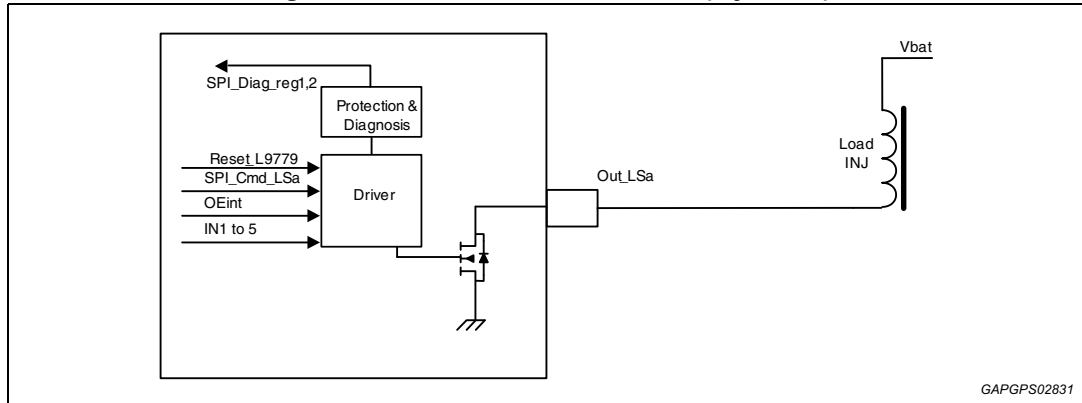 Vbat
SPI_Diag_reg1,2
Protection &
Diagnosis
Load
INJ
Reset_L9779
SPI_Cmd_LSa
Driver
Out_LSa
OEint
IN1 to 5
GAPGPS02831